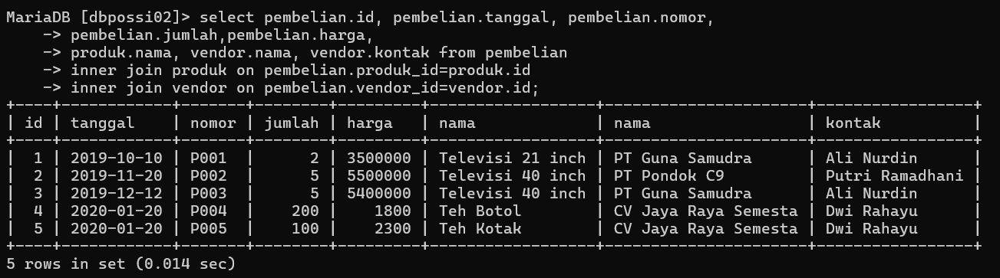 MariaDB [dbpossi02]> select pembelian.id, pembelian.tanggal, pembelian.nomor,
    -> pembelian.jumlah,pembelian.harga,
    -> produk.nama, vendor.nama, vendor.kontak from pembelian
    -> inner join produk on pembelian.produk_id=produk.id
    -> inner join vendor on pembelian.vendor_id=vendor.id;
+----+------------+-------+--------+---------+------------------+----------------------+-----------------+
| id | tanggal    | nomor | jumlah | harga   | nama             | nama                 | kontak          |
+----+------------+-------+--------+---------+------------------+----------------------+-----------------+
|  1 | 2019-10-10 | P001  |      2 | 3500000 | Televisi 21 inch | PT Guna Samudra      | Ali Nurdin      |
|  2 | 2019-11-20 | P002  |      5 | 5500000 | Televisi 40 inch | PT Pondok C9         | Putri Ramadhani |
|  3 | 2019-12-12 | P003  |      5 | 5400000 | Televisi 40 inch | PT Guna Samudra      | Ali Nurdin      |
|  4 | 2020-01-20 | P004  |    200 |    1800 | Teh Botol        | CV Jaya Raya Semesta | Dwi Rahayu      |
|  5 | 2020-01-20 | P005  |    100 |    2300 | Teh Kotak        | CV Jaya Raya Semesta | Dwi Rahayu      |
+----+------------+-------+--------+---------+------------------+----------------------+-----------------+
5 rows in set (0.014 sec)